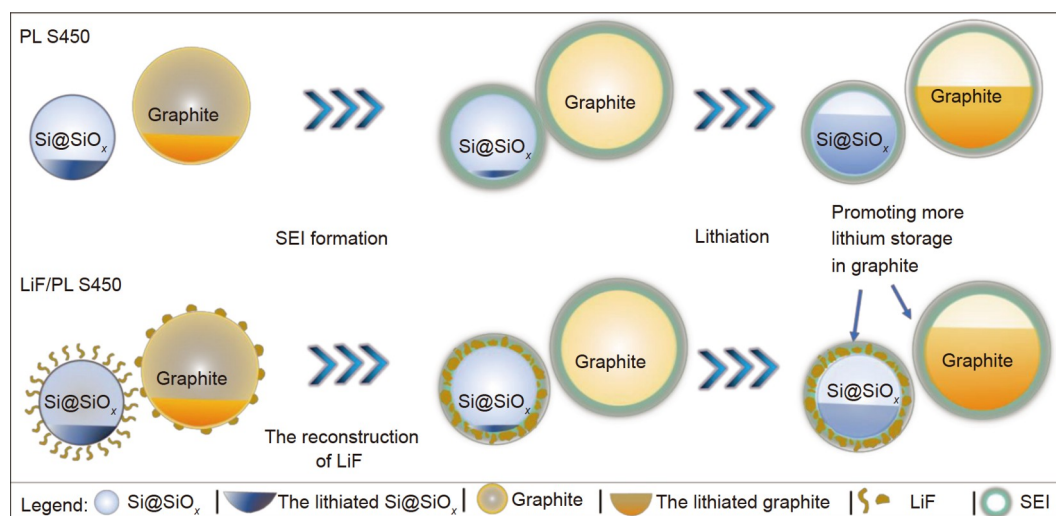 PL S450
Graphite
Si@SiOₓ
Graphite
Si@SiOₓ
Graphite
Si@SiOₓ
SEI formation
Lithiation
Promoting more
lithium storage
in graphite
LiF/PL S450
Graphite
Si@SiOₓ
Graphite
Si@SiOₓ
Graphite
Si@SiOₓ
The reconstruction
of LiF
Legend: Si@SiOₓ The lithiated Si@SiOₓ Graphite The lithiated graphite LiF SEI